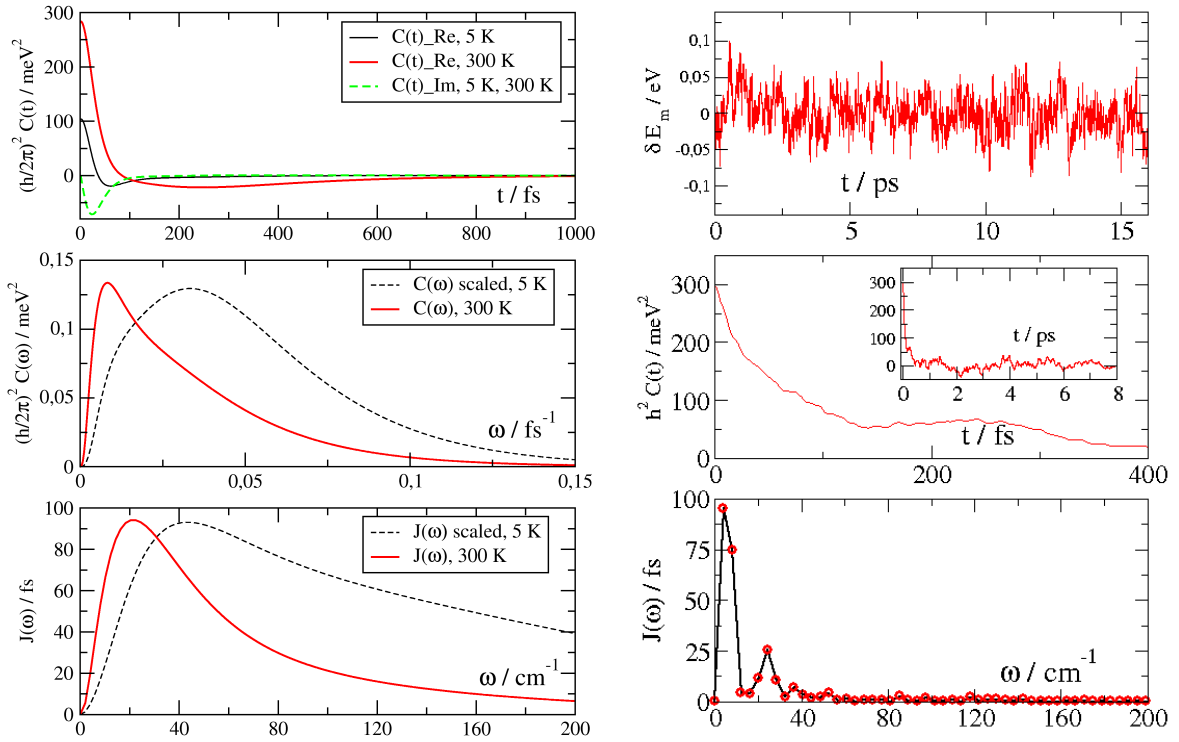 (h/2π)² C(t) / meV²
300
200
100
0
C(t)_Re, 5 K
C(t)_Re, 300 K
C(t)_Im, 5 K, 300 K
t / fs
0 200 400 600 800 1000
(h/2π)² C(ω) / meV²
0,15
0,1
0,05
0
C(ω) scaled, 5 K
C(ω), 300 K
ω / fs⁻¹
0 0,05 0,1 0,15
J(ω) / fs
100
80
60
40
20
0
J(ω) scaled, 5 K
J(ω), 300 K
ω / cm⁻¹
0 40 80 120 160 200
δ E_m / eV
0,1
0,05
0
-0,05
-0,1
t / ps
0 5 10 15
h² C(t) / meV²
300
200
100
0
300
200
100
0
t / ps
0 2 4 6 8
t / fs
0 200 400
J(ω) / fs
100
75
50
25
0
ω / cm⁻¹
0 40 80 120 160 200